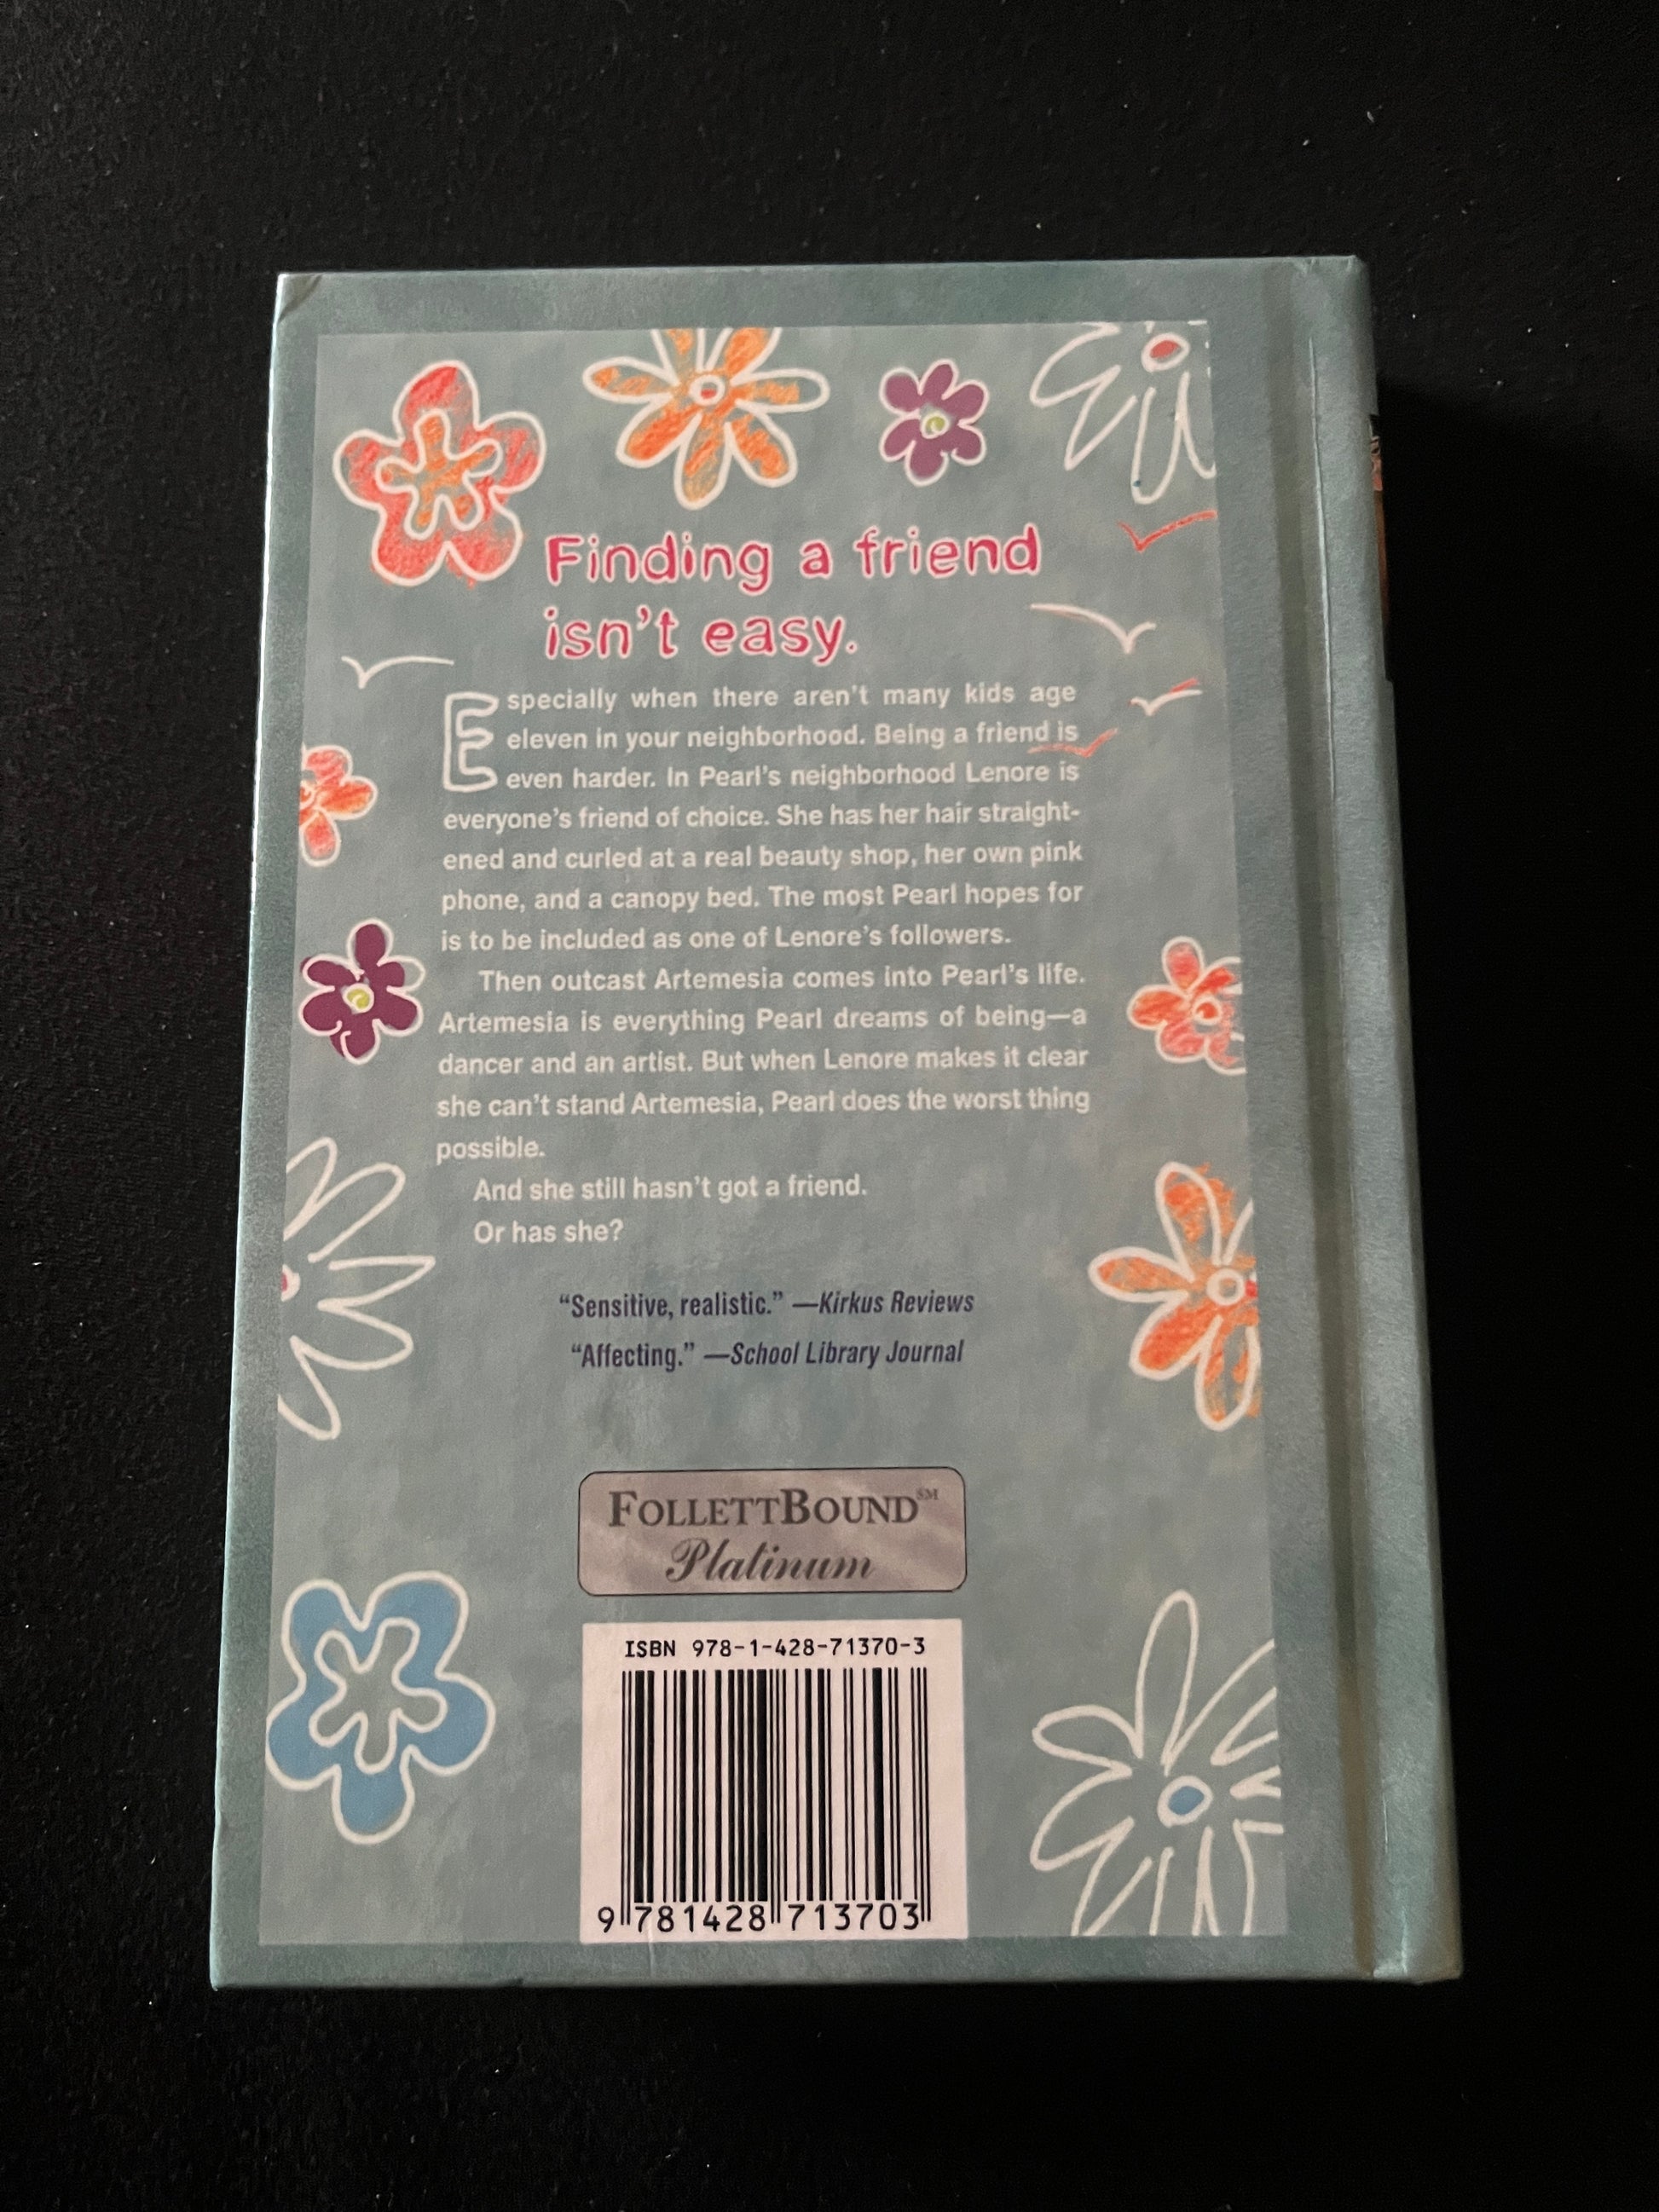 Finding a friend
isn't easy.
Especially when there aren't many kids age
eleven in your neighborhood. Being a friend is
even harder. In Pearl's neighborhood Lenore is
everyone's friend of choice. She has her hair straight-
ened and curled at a real beauty shop, her own pink
phone, and a canopy bed. The most Pearl hopes for
is to be included as one of Lenore's followers.
Then outcast Artemesia comes into Pearl's life.
Artemesia is everything Pearl dreams of being—a
dancer and an artist. But when Lenore makes it clear
she can't stand Artemesia, Pearl does the worst thing
possible.
And she still hasn't got a friend.
Or has she?
“Sensitive, realistic.” —Kirkus Reviews
“Affecting.” —School Library Journal
FOLLETTBOUND℠
Platinum
ISBN 978-1-428-71370-3
9 781428 713703